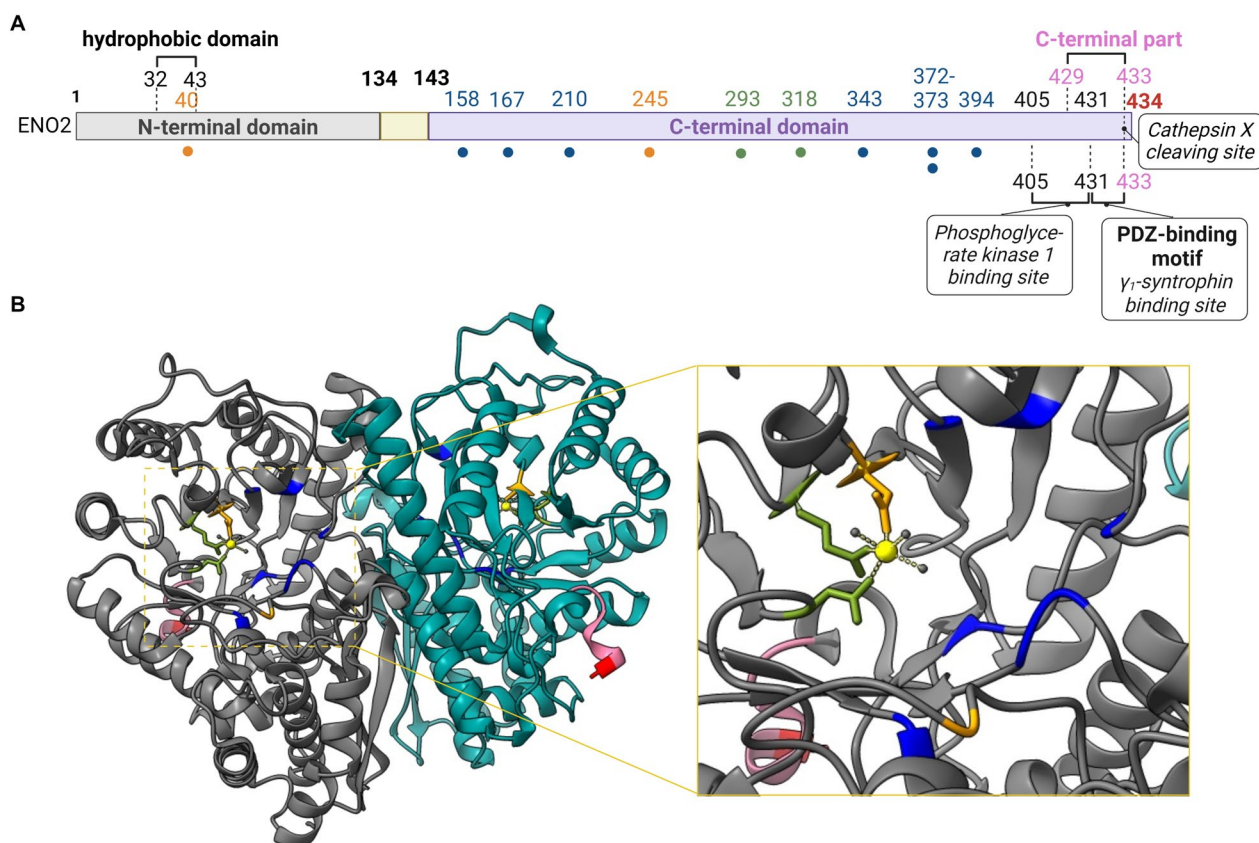 A
hydrophobic domain
C-terminal part
32 43
429 433
1
40
134 143
158 167 210 245 293 318 343
372-
373 394
405 431 434
ENO2
N-terminal domain
C-terminal domain
Cathepsin X
cleaving site
405 431 433
Phosphoglyce-
rate kinase 1
binding site
PDZ-binding
motif
γ₁-syntrophin
binding site
B